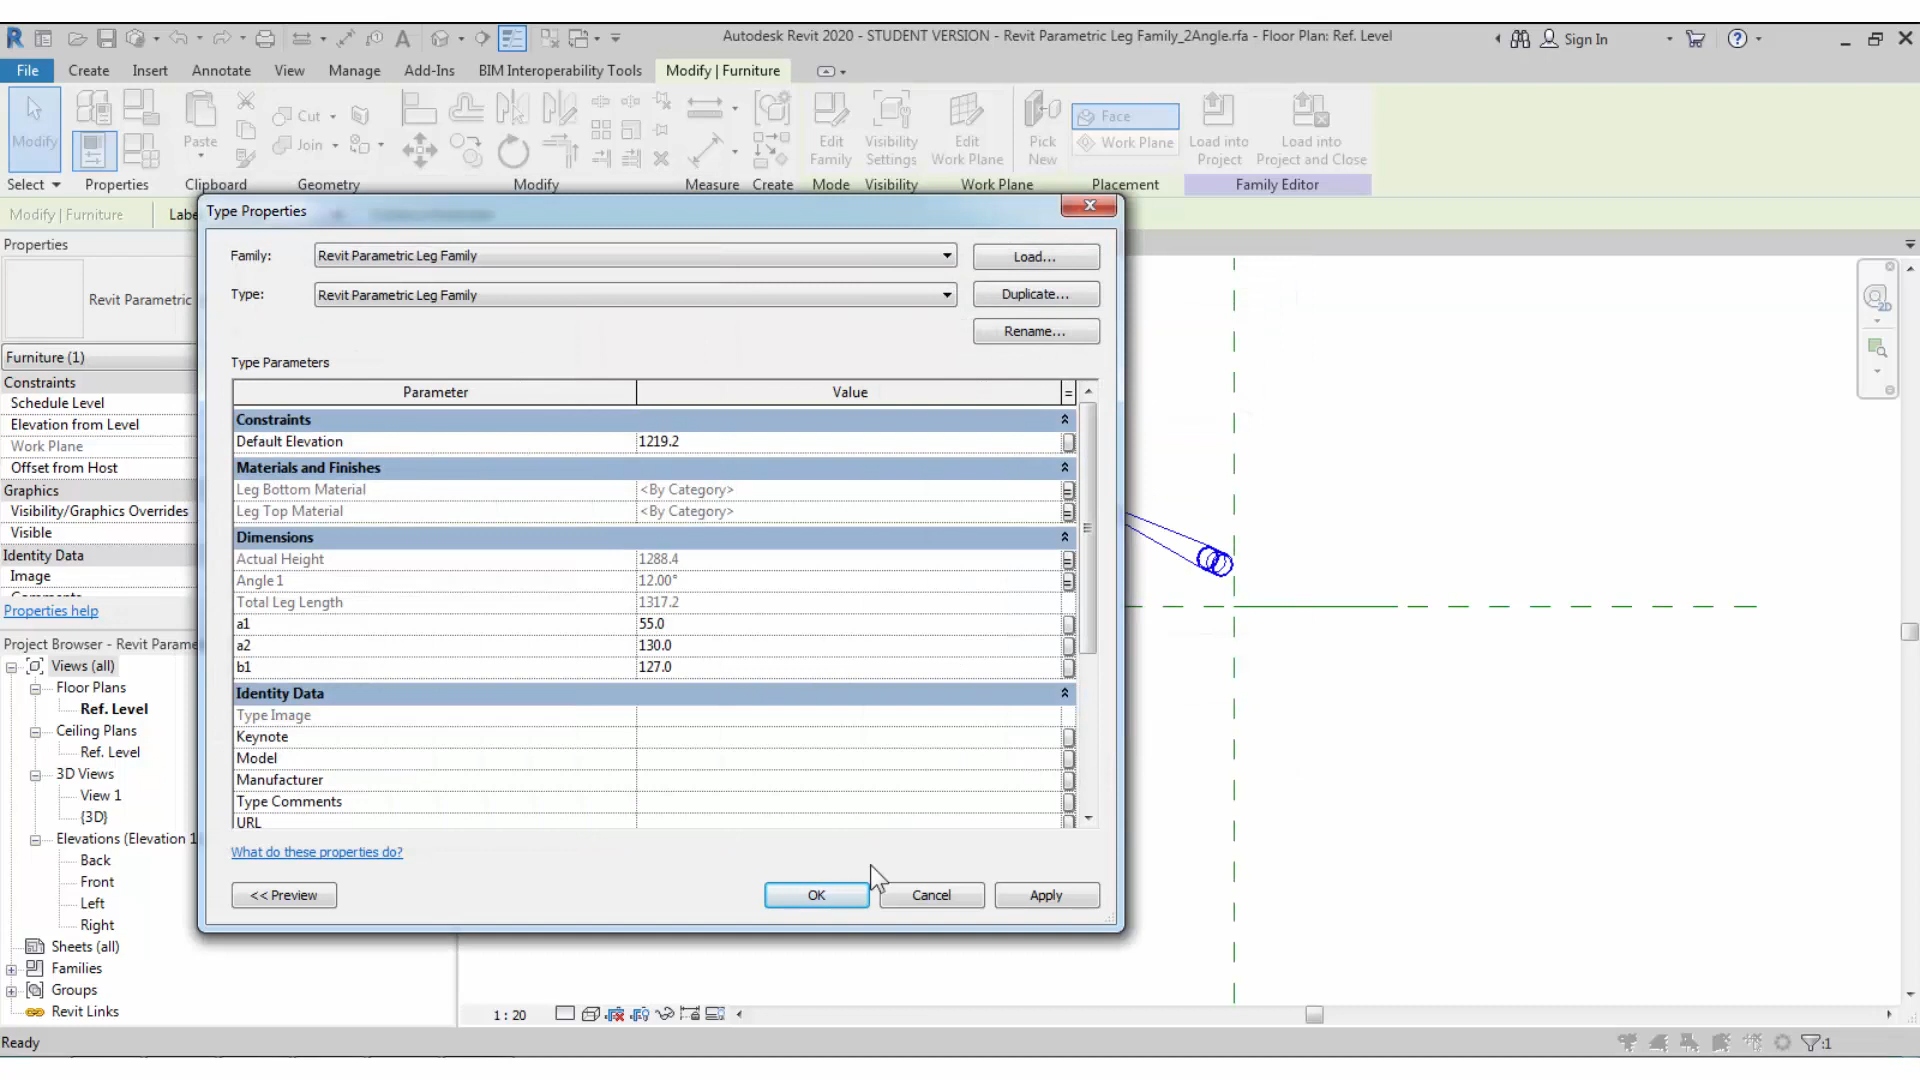 Autodesk Revit 2020 - STUDENT VERSION - Revit Parametric Leg Family_2Angle.rfa - Floor Plan: Ref. Level
Sign In
File Create Insert Annotate View Manage Add-Ins BIM Interoperability Tools Modify | Furniture
Modify
Paste
Cut
Join
Edit Family
Visibility Settings
Edit Work Plane
Pick New
Face
Work Plane
Load into Project
Load into Project and Close
Select Properties Clipboard Geometry Modify Measure Create Mode Visibility Work Plane Placement Family Editor
Modify | Furniture
Type Properties
Family: Revit Parametric Leg Family Load...
Type: Revit Parametric Leg Family Duplicate...
Rename...
Type Parameters
Parameter Value =
Constraints
Default Elevation 1219.2
Materials and Finishes
Leg Bottom Material <By Category>
Leg Top Material <By Category>
Dimensions
Actual Height 1288.4
Angle1 12.00°
Total Leg Length 1317.2
a1 55.0
a2 130.0
b1 127.0
Identity Data
Type Image
Keynote
Model
Manufacturer
Type Comments
URL
What do these properties do?
<< Preview OK Cancel Apply
Properties
Revit Parametric
Furniture (1)
Constraints
Schedule Level
Elevation from Level
Work Plane
Offset from Host
Graphics
Visibility/Graphics Overrides
Visible
Identity Data
Image
Properties help
Project Browser - Revit Parame
Views (all)
Floor Plans
Ref. Level
Ceiling Plans
Ref. Level
3D Views
View 1
{3D}
Elevations (Elevation 1
Back
Front
Left
Right
Sheets (all)
Families
Groups
Revit Links
1 : 20
Ready
:1